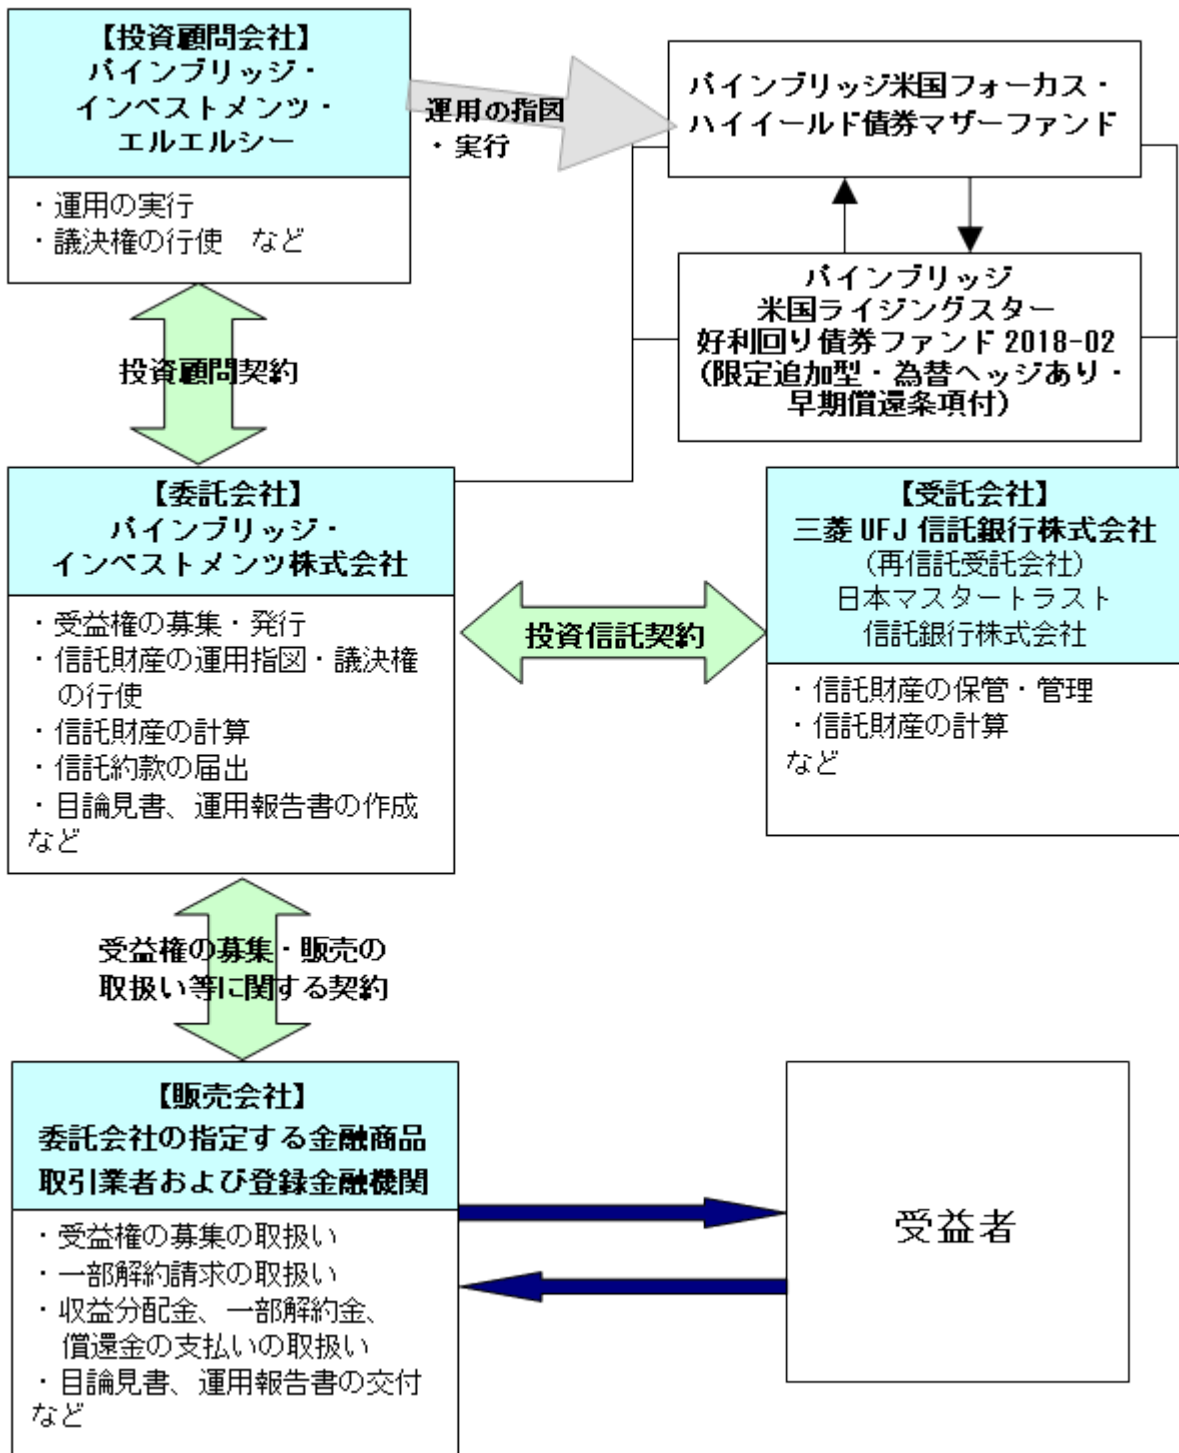 【投資顧問会社】
パインブリッジ・
インベストメンツ・
エルエルシー
・運用の実行
・議決権の行使　など
運用の指図
・実行
パインブリッジ米国フォーカス・
ハイイールド債券マザーファンド
パインブリッジ
米国ライジングスター
好利回り債券ファンド 2018-02
（限定追加型・為替ヘッジあり・
早期償還条項付）
投資顧問契約
【委託会社】
パインブリッジ・
インベストメンツ株式会社
・受益権の募集・発行
・信託財産の運用指図・議決権
の行使
・信託財産の計算
・信託約款の届出
・目論見書、運用報告書の作成
など
投資信託契約
【受託会社】
三菱 UFJ 信託銀行株式会社
（再信託受託会社）
日本マスタートラスト
信託銀行株式会社
・信託財産の保管・管理
・信託財産の計算
など
受益権の募集・販売の
取扱い等に関する契約
【販売会社】
委託会社の指定する金融商品
取引業者および登録金融機関
・受益権の募集の取扱い
・一部解約請求の取扱い
・収益分配金、一部解約金、
償還金の支払いの取扱い
・目論見書、運用報告書の交付
など
受益者